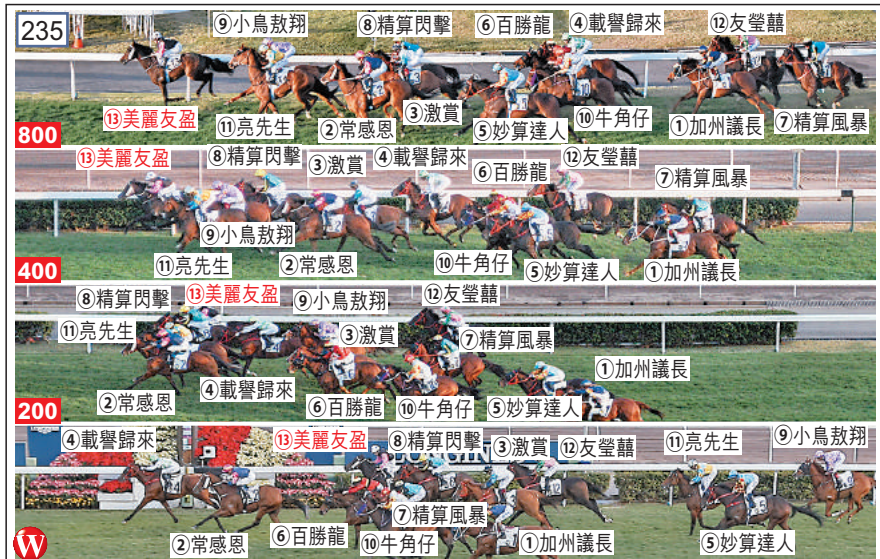 235
⑨小鳥敖翔 ⑧精算閃擊 ⑥百勝龍 ④載譽歸來 ⑫友瑩囍
⑬美麗友盈 ⑪亮先生 ②常感恩 ③激賞 ⑤妙算達人 ⑩牛角仔 ①加州議長 ⑦精算風暴
800
⑬美麗友盈 ⑧精算閃擊 ③激賞 ④載譽歸來 ⑥百勝龍 ⑫友瑩囍 ⑦精算風暴
⑨小鳥敖翔
⑪亮先生 ②常感恩 ⑩牛角仔 ⑤妙算達人 ①加州議長
400
⑧精算閃擊 ⑬美麗友盈 ⑨小鳥敖翔 ⑫友瑩囍
⑪亮先生 ③激賞 ⑦精算風暴
①加州議長
②常感恩 ④載譽歸來 ⑥百勝龍 ⑩牛角仔 ⑤妙算達人
200
④載譽歸來 ⑬美麗友盈 ⑧精算閃擊 ③激賞 ⑫友瑩囍 ⑪亮先生 ⑨小鳥敖翔
②常感恩 ⑥百勝龍 ⑦精算風暴
⑩牛角仔 ①加州議長 ⑤妙算達人
W